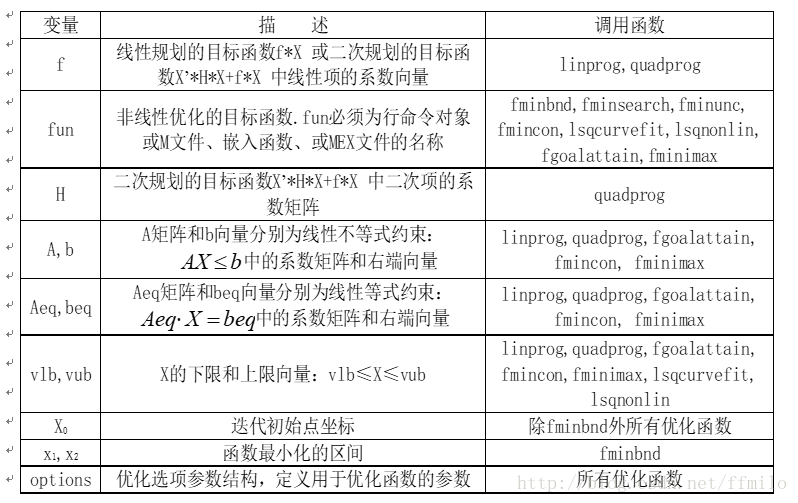 变量 描 述 调用函数
f 线性规划的目标函数f*X 或二次规划的目标函 linprog,quadprog
数X’*H*X+f*X 中线性项的系数向量
fun 非线性优化的目标函数.fun必须为行命令对象 fminbnd,fminsearch,fminunc,
或M文件、嵌入函数、或MEX文件的名称 fmincon,lsqcurvefit,lsqnonlin,
fgoalattain,fminimax
H 二次规划的目标函数X’*H*X+f*X 中二次项的系 quadprog
数矩阵
A,b A矩阵和b向量分别为线性不等式约束： linprog,quadprog,fgoalattain,
AX≤b中的系数矩阵和右端向量 fmincon, fminimax
Aeq,beq Aeq矩阵和beq向量分别为线性等式约束： linprog,quadprog,fgoalattain,
Aeq·X=beq中的系数矩阵和右端向量 fmincon, fminimax
vlb,vub X的下限和上限向量：vlb≤X≤vub linprog,quadprog,fgoalattain,
fmincon,fminimax,lsqcurvefit,
lsqnonlin
X₀ 迭代初始点坐标 除fminbnd外所有优化函数
x₁,x₂ 函数最小化的区间 fminbnd
options 优化选项参数结构，定义用于优化函数的参数 所有优化函数